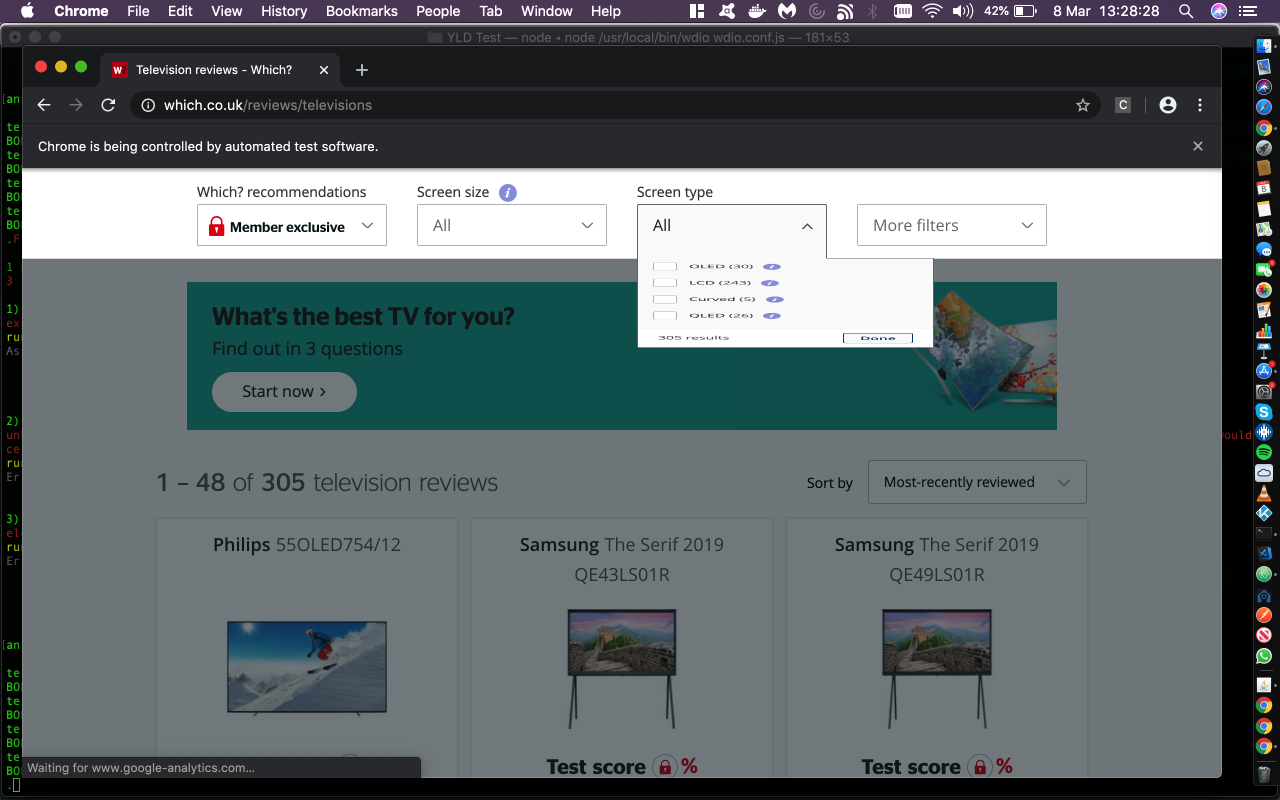 Chrome File Edit View History Bookmarks People Tab Window Help 42% 8 Mar 13:28:28
YLD Test — node • node /usr/local/bin/wdio wdio.conf.js — 181×53
Television reviews - Which?
which.co.uk/reviews/televisions
Chrome is being controlled by automated test software.
Which? recommendations Screen size Screen type
Member exclusive All All More filters
OLED (30)
LCD (243)
Curved (5)
QLED (26)
305 results Done
What's the best TV for you?
Find out in 3 questions
Start now >
1 – 48 of 305 television reviews Sort by Most-recently reviewed
Philips 55OLED754/12
Samsung The Serif 2019
QE43LS01R
Samsung The Serif 2019
QE49LS01R
Test score %
Test score %
Waiting for www.google-analytics.com...
[an
te
BO
te
BO
te
BO
te
BO
.F
1
3
1)
ex
run
As
2)
un
ould
ce
run
Er
3)
el
run
Er
[an
te
BO
te
BO
te
BO
te
BO
.